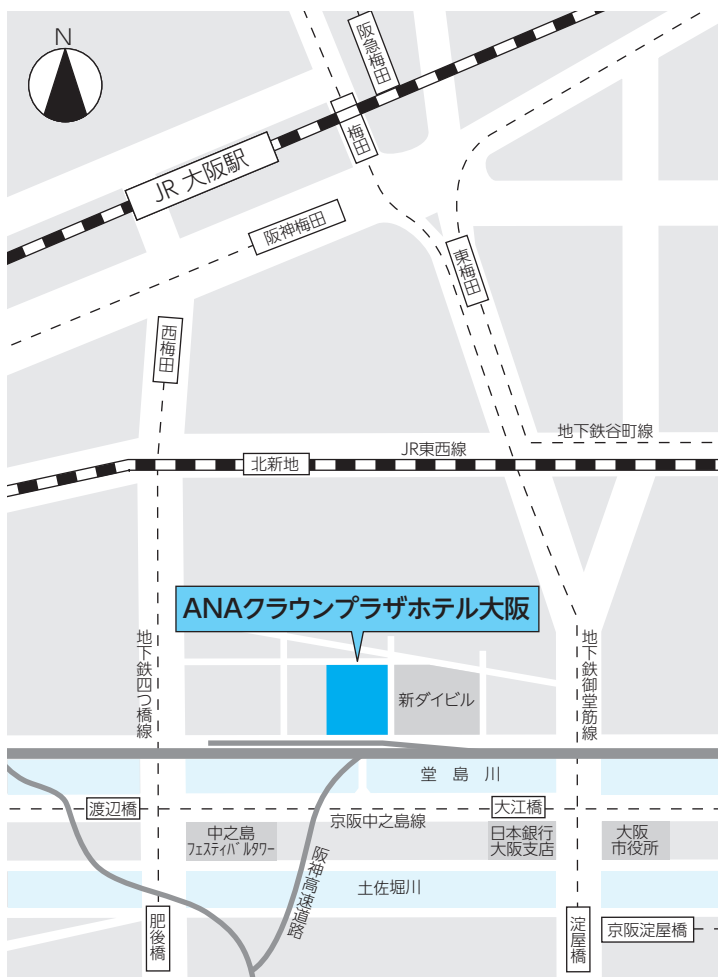 N
阪急梅田
梅田
JR 大阪駅
阪神梅田
東梅田
西梅田
地下鉄谷町線
JR東西線
北新地
ANAクラウンプラザホテル大阪
地下鉄四つ橋線
地下鉄御堂筋線
新ダイビル
堂島川
渡辺橋
大江橋
京阪中之島線
中之島
フェスティバルタワー
日本銀行
大阪支店
大阪
市役所
阪神高速道路
土佐堀川
肥後橋
淀屋橋
京阪淀屋橋